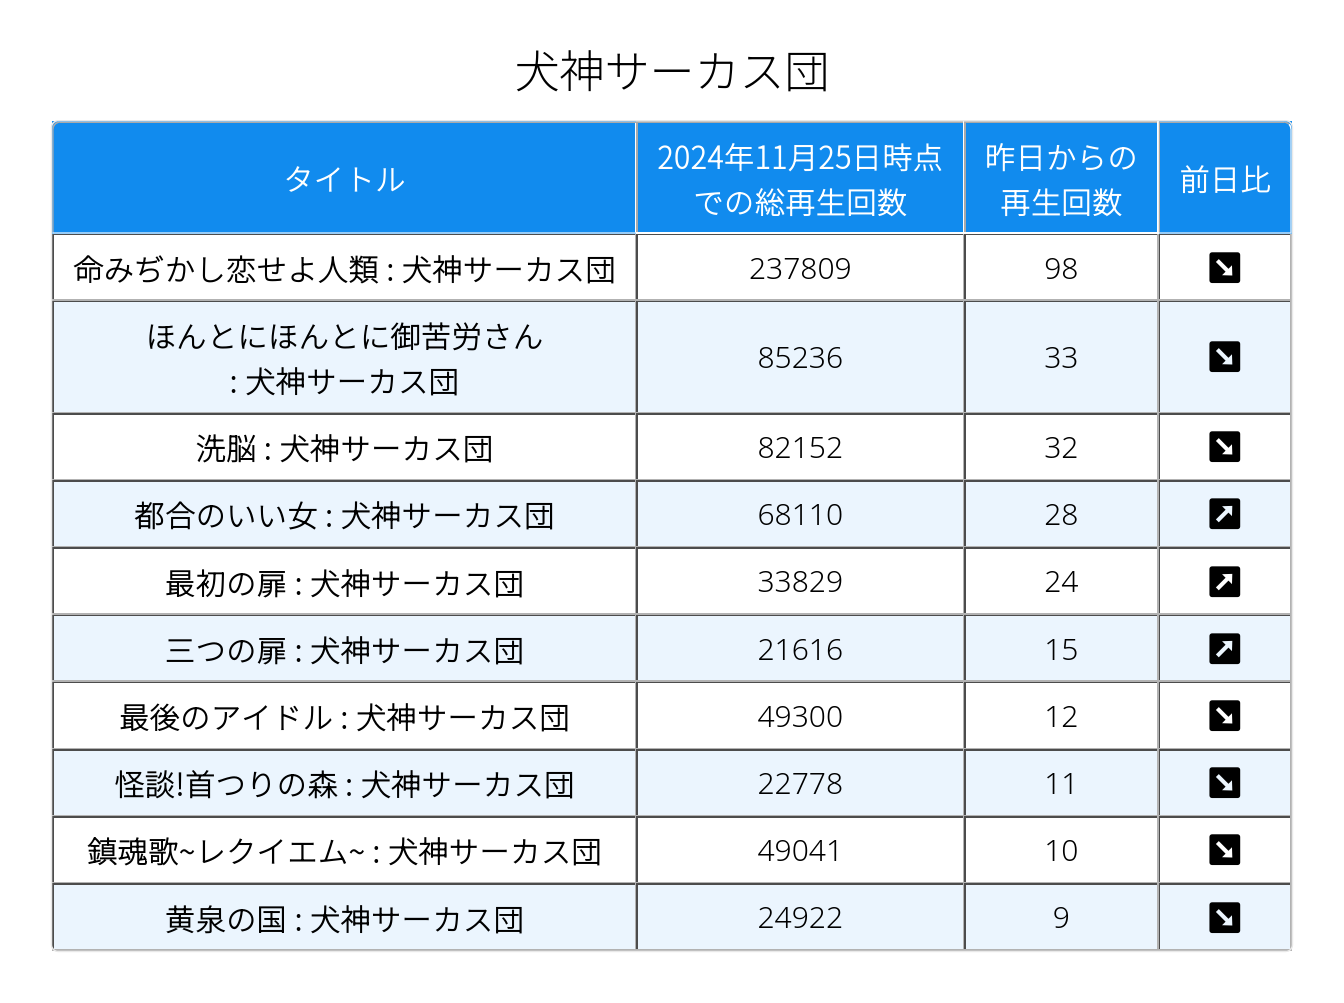 犬神サーカス団
タイトル
2024年11月25日時点
での総再生回数
昨日からの
再生回数
前日比
命みぢかし恋せよ人類 : 犬神サーカス団
237809
98
ほんとにほんとに御苦労さん
: 犬神サーカス団
85236
33
洗脳 : 犬神サーカス団
82152
32
都合のいい女 : 犬神サーカス団
68110
28
最初の扉 : 犬神サーカス団
33829
24
三つの扉 : 犬神サーカス団
21616
15
最後のアイドル : 犬神サーカス団
49300
12
怪談!首つりの森 : 犬神サーカス団
22778
11
鎮魂歌~レクイエム~ : 犬神サーカス団
49041
10
黄泉の国 : 犬神サーカス団
24922
9